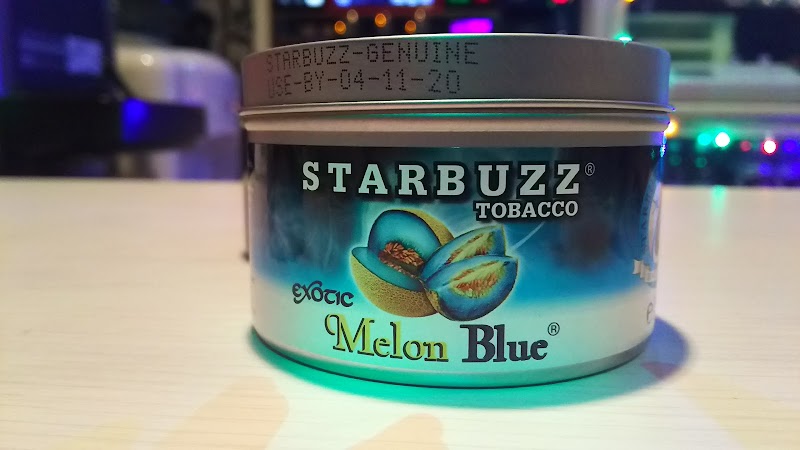 STARBUZZ-GENUINE
USE-BY-04-11-20
STARBUZZ®
TOBACCO
EXOTIC
Melon Blue®